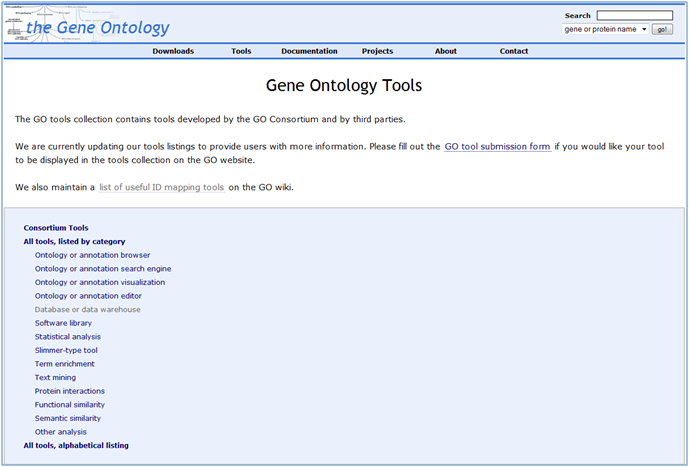 the Gene Ontology
Search
gene or protein name
go!
Downloads Tools Documentation Projects About Contact
Gene Ontology Tools
The GO tools collection contains tools developed by the GO Consortium and by third parties.
We are currently updating our tools listings to provide users with more information. Please fill out the GO tool submission form if you would like your tool
to be displayed in the tools collection on the GO website.
We also maintain a list of useful ID mapping tools on the GO wiki.
Consortium Tools
All tools, listed by category
Ontology or annotation browser
Ontology or annotation search engine
Ontology or annotation visualization
Ontology or annotation editor
Database or data warehouse
Software library
Statistical analysis
Slimmer-type tool
Term enrichment
Text mining
Protein interactions
Functional similarity
Semantic similarity
Other analysis
All tools, alphabetical listing